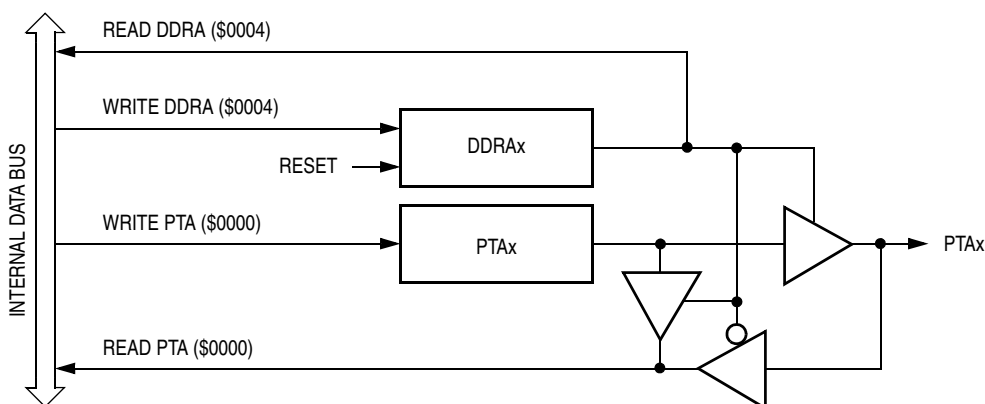 READ DDRA ($0004)
WRITE DDRA ($0004)
DDRAx
RESET
INTERNAL DATA BUS
WRITE PTA ($0000)
PTAx
PTAx
READ PTA ($0000)